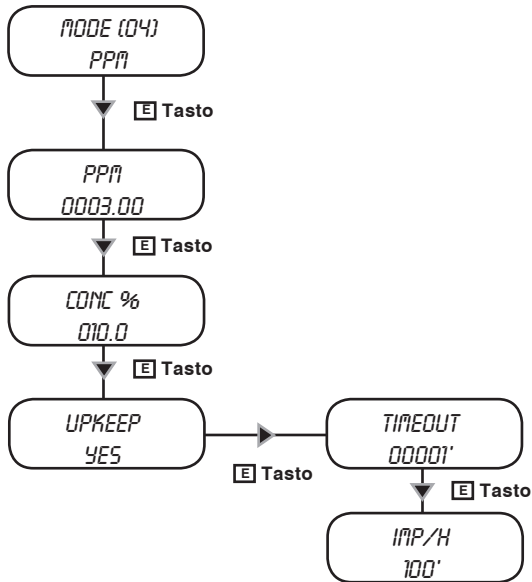 MODE (04)
PPM
E Tasto
PPM
0003.00
E Tasto
CONC %
010.0
E Tasto
UPKEEP
YES
E Tasto
TIMEOUT
00001'
E Tasto
IMP/H
100'